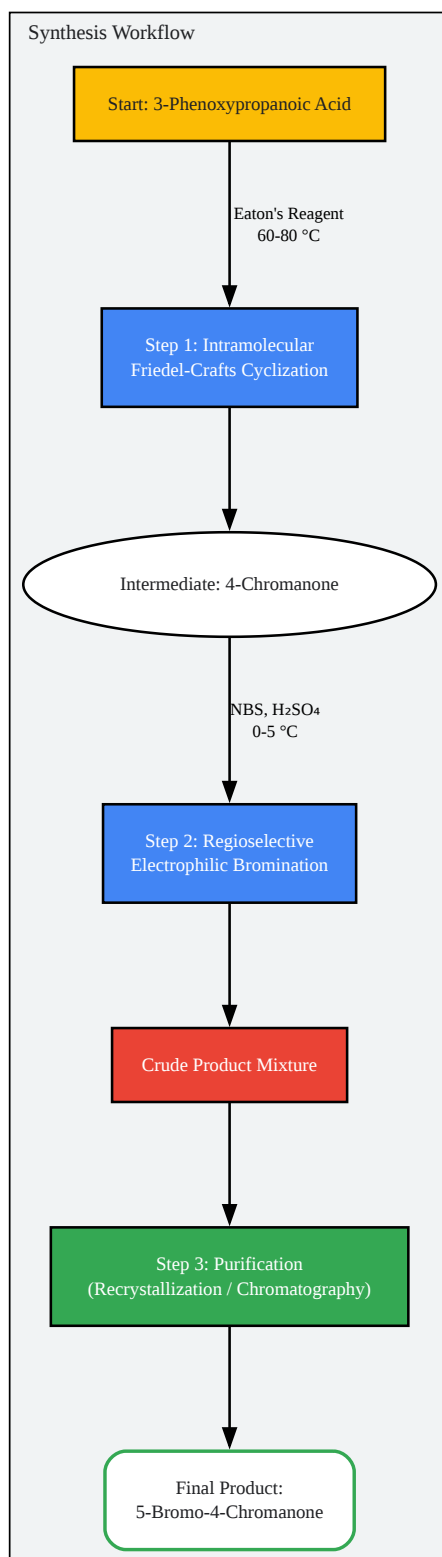 Synthesis Workflow
Start: 3-Phenoxypropanoic Acid
Eaton's Reagent
60-80 °C
Step 1: Intramolecular
Friedel-Crafts Cyclization
Intermediate: 4-Chromanone
NBS, H₂SO₄
0-5 °C
Step 2: Regioselective
Electrophilic Bromination
Crude Product Mixture
Step 3: Purification
(Recrystallization / Chromatography)
Final Product:
5-Bromo-4-Chromanone